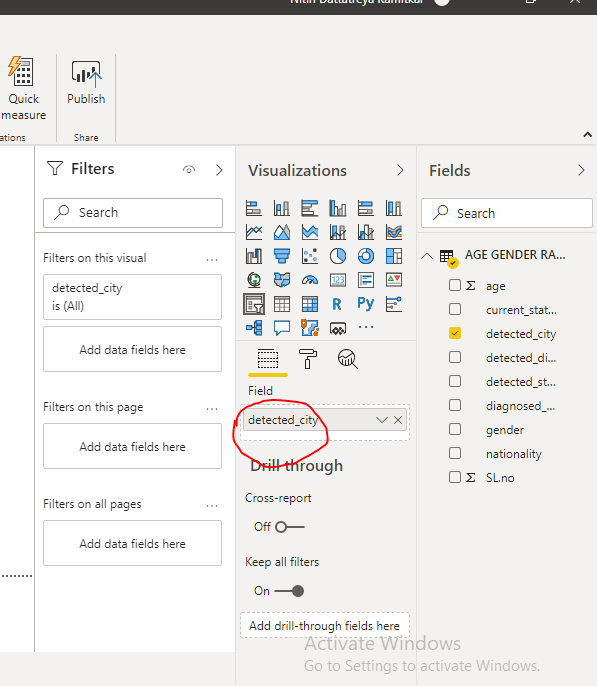 Quick
measure
Publish
ations
Share
Filters
Search
Filters on this visual
...
detected_city
is (All)
Add data fields here
Filters on this page
...
Add data fields here
Filters on all pages
...
Add data fields here
Visualizations
123
R
Py
...
Field
detected_city
Drill through
Cross-report
Off
Keep all filters
On
Add drill-through fields here
Fields
Search
AGE GENDER RA...
Σ age
current_stat...
detected_city
detected_di...
detected_st...
diagnosed_...
gender
nationality
Σ SL.no
Activate Windows
Go to Settings to activate Windows.